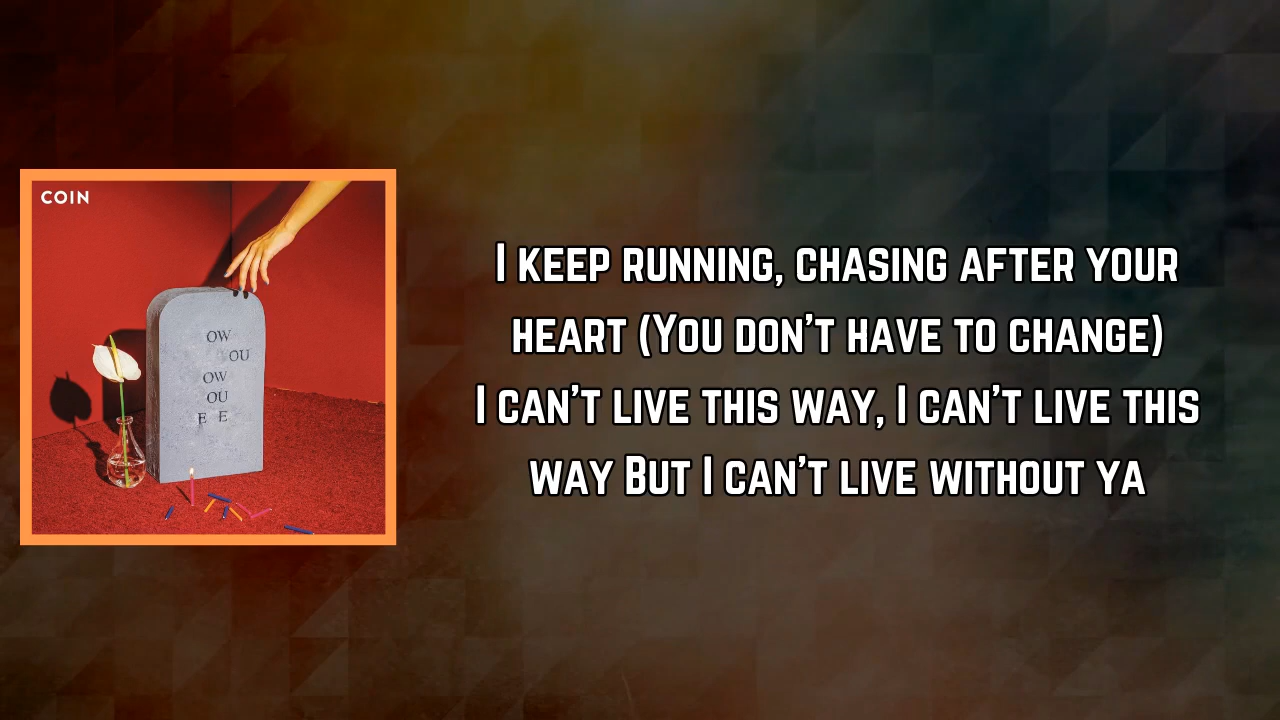 COIN
OW
OU
OW
OU
E E
I KEEP RUNNING, CHASING AFTER YOUR
HEART (YOU DON'T HAVE TO CHANGE)
I CAN'T LIVE THIS WAY, I CAN'T LIVE THIS
WAY BUT I CAN'T LIVE WITHOUT YA